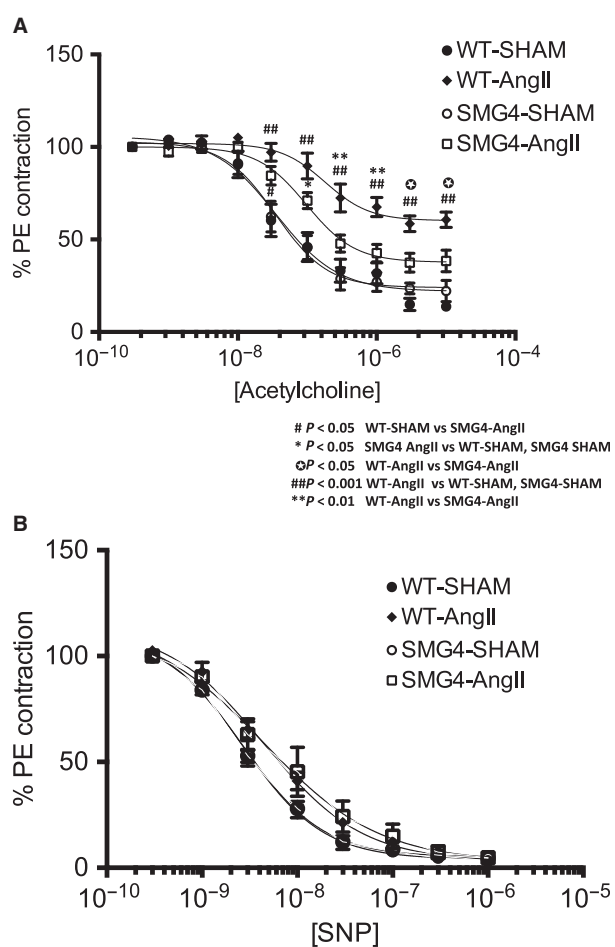 A
150
100
50
0
% PE contraction
WT-SHAM
WT-AngII
SMG4-SHAM
SMG4-AngII
## ## ** ** ✪ ✪
## ## ## ##
# *
10⁻¹⁰ 10⁻⁸ 10⁻⁶ 10⁻⁴
[Acetylcholine]
# P < 0.05 WT-SHAM vs SMG4-AngII
* P < 0.05 SMG4 AngII vs WT-SHAM, SMG4 SHAM
✪P < 0.05 WT-AngII vs SMG4-AngII
##P < 0.001 WT-AngII vs WT-SHAM, SMG4-SHAM
**P < 0.01 WT-AngII vs SMG4-AngII
B
150
100
50
0
% PE contraction
WT-SHAM
WT-AngII
SMG4-SHAM
SMG4-AngII
10⁻¹⁰ 10⁻⁹ 10⁻⁸ 10⁻⁷ 10⁻⁶ 10⁻⁵
[SNP]